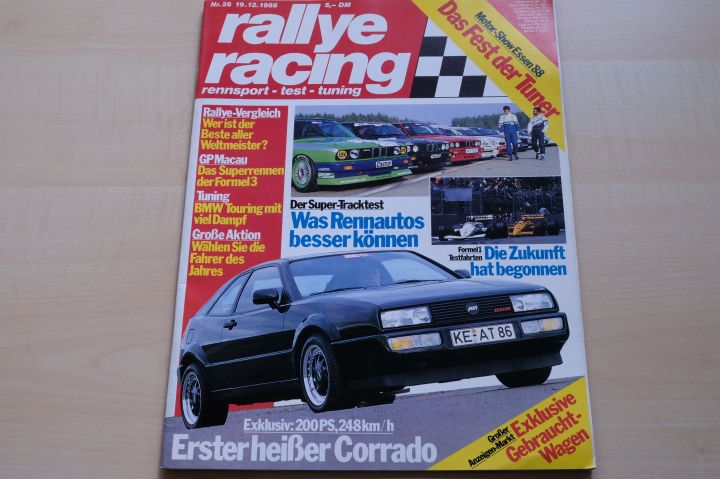 Nr. 26 19.12.1988 5,– DM
rallye
racing
rennsport - test - tuning
Motor-Show Essen '88
Das Fest der Tuner
Rallye-Vergleich
Wer ist der
Beste aller
Weltmeister?
GP Macau
Das Superrennen
der Formel 3
Tuning
BMW Touring mit
viel Dampf
Große Aktion
Wählen Sie die
Fahrer des
Jahres
Der Super-Tracktest
Was Rennautos
besser können
Formel 1
Testfahrten
Die Zukunft
hat begonnen
KE AT 86
Exklusiv: 200 PS, 248 km/h
Erster heißer Corrado
Großer
Anzeigen-Markt
Exklusive
Gebraucht-
Wagen